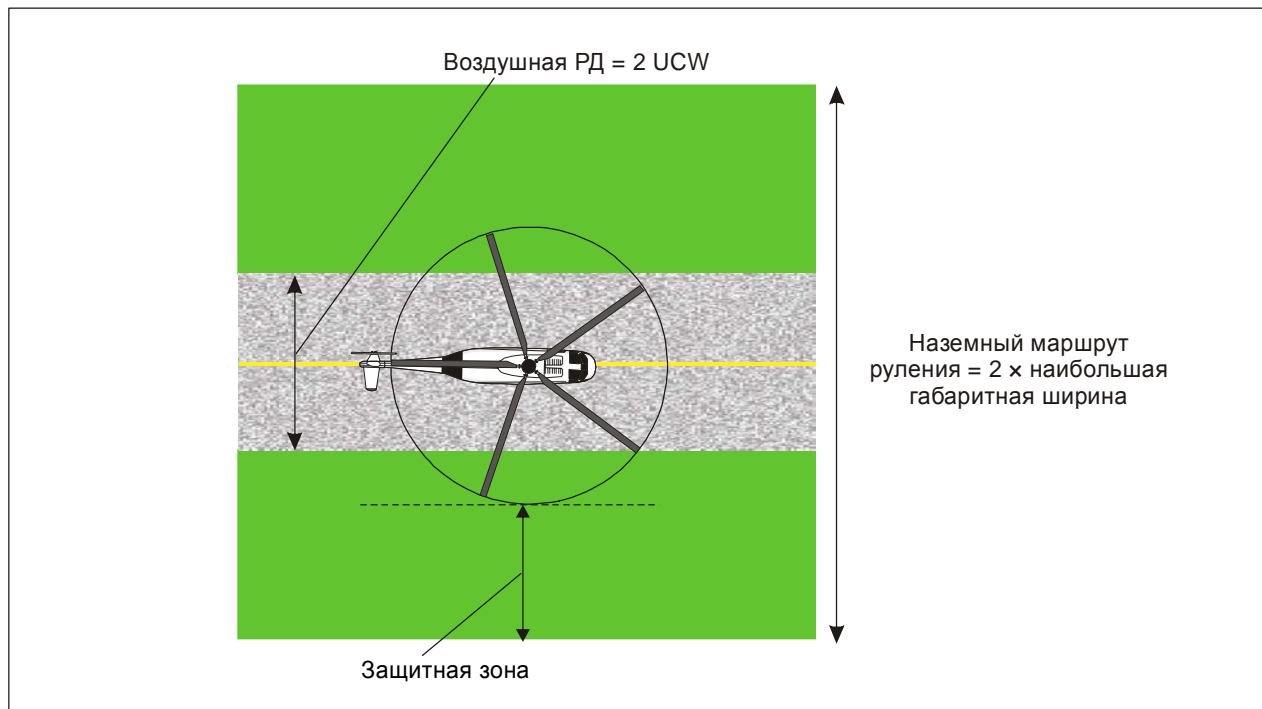 Воздушная РД = 2 UCW
Наземный маршрут
руления = 2 × наибольшая
габаритная ширина
Защитная зона